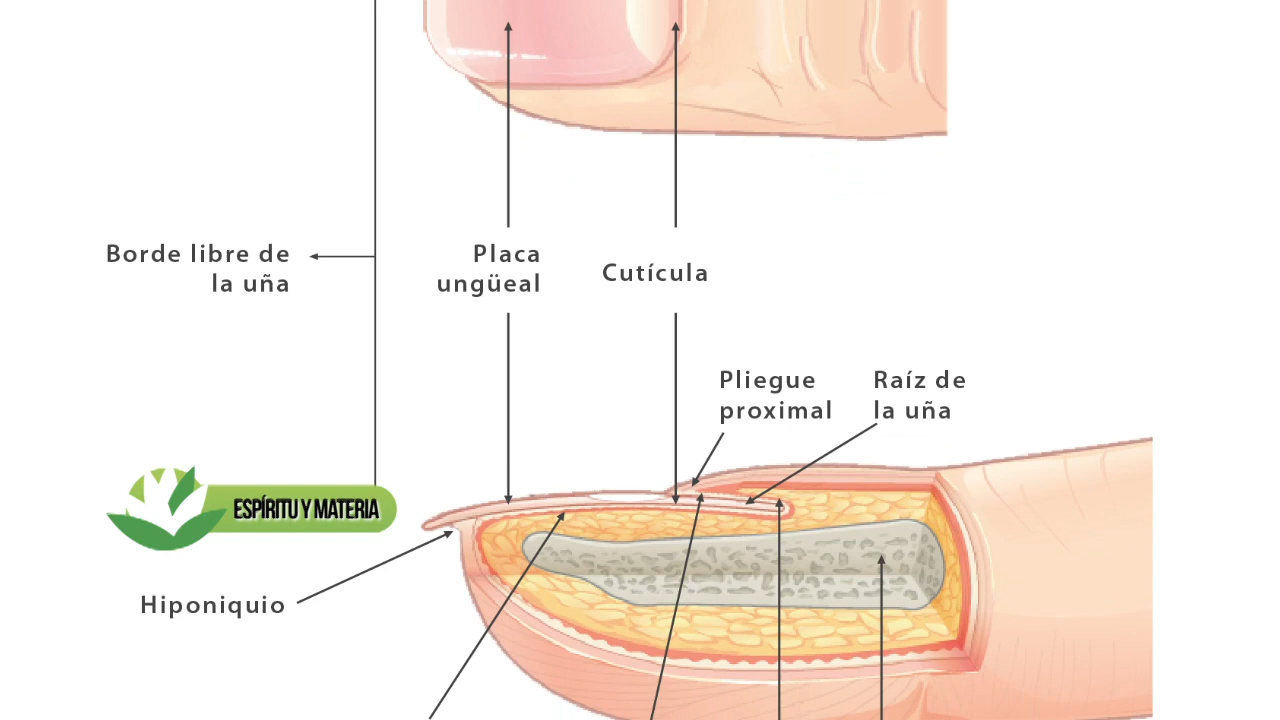 Borde libre de
la uña
Placa
ungüeal
Cutícula
Pliegue
proximal
Raíz de
la uña
ESPÍRITU Y MATERIA
Hiponiquio